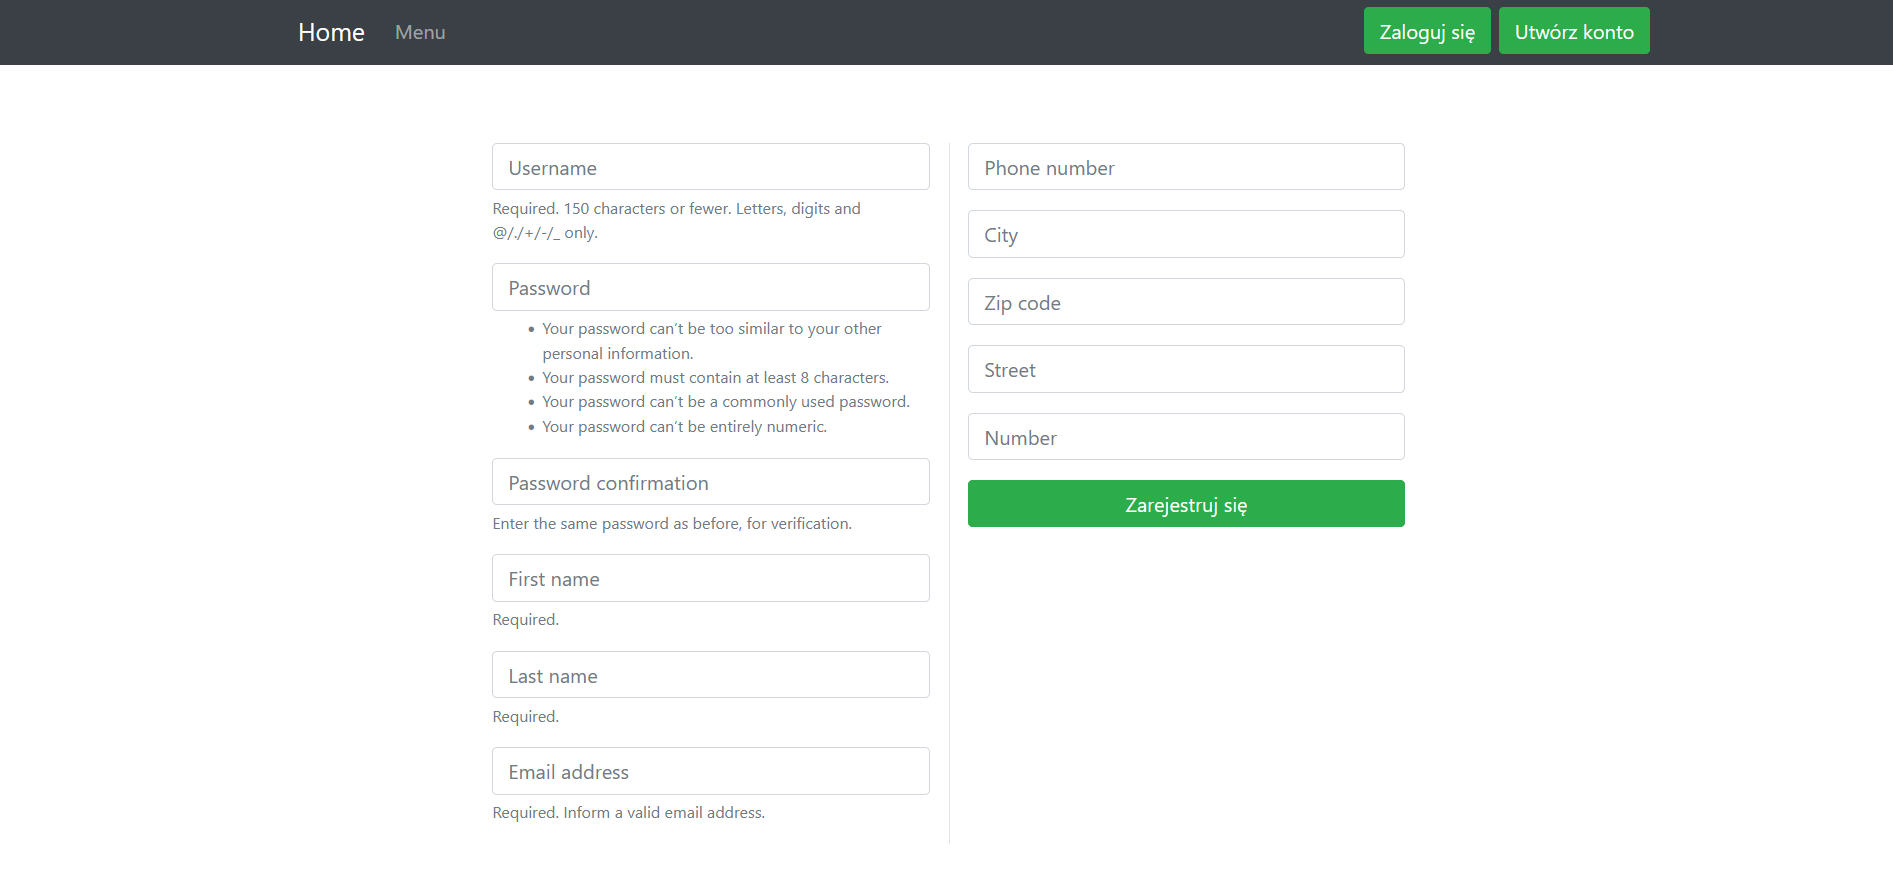 Home
Menu
Zaloguj się
Utwórz konto
Username
Required. 150 characters or fewer. Letters, digits and
@/./+/-/_ only.
Password
• Your password can't be too similar to your other
personal information.
• Your password must contain at least 8 characters.
• Your password can't be a commonly used password.
• Your password can't be entirely numeric.
Password confirmation
Enter the same password as before, for verification.
First name
Required.
Last name
Required.
Email address
Required. Inform a valid email address.
Phone number
City
Zip code
Street
Number
Zarejestruj się